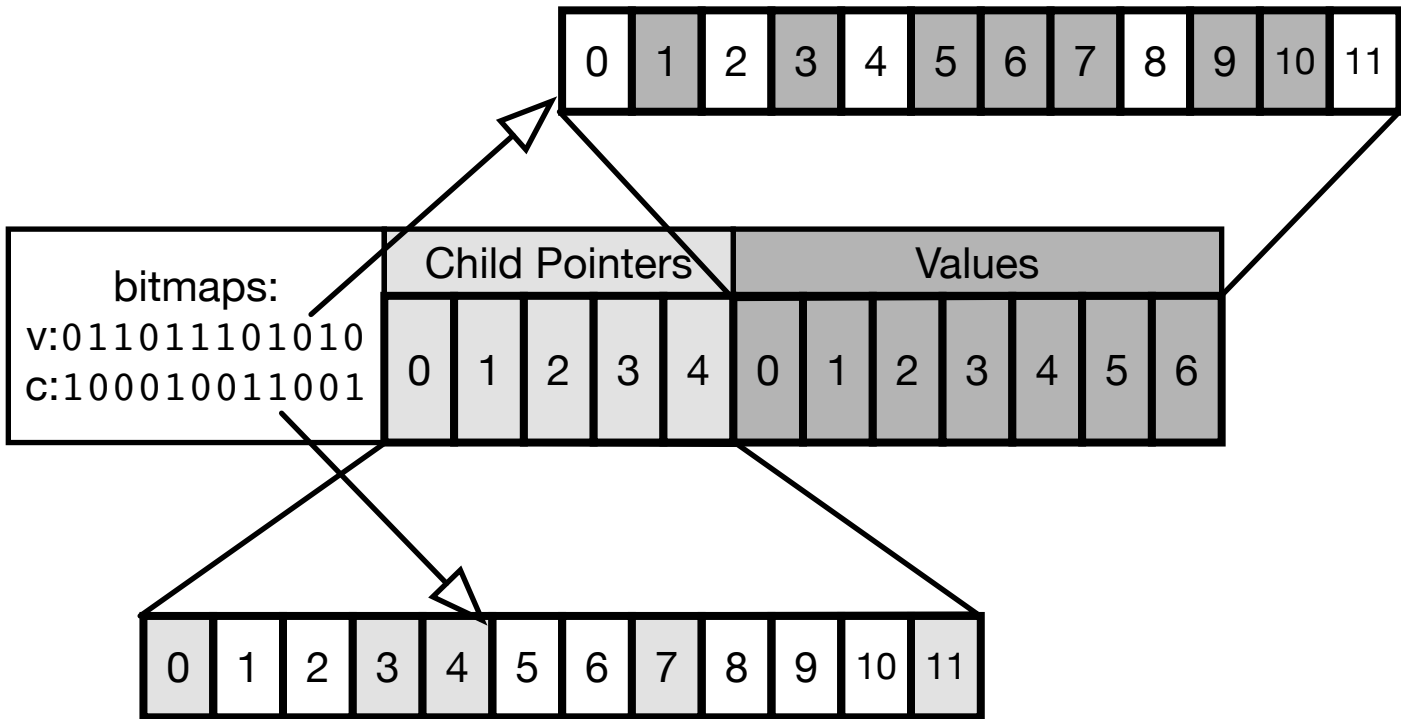 0 1 2 3 4 5 6 7 8 9 10 11
Child Pointers Values
bitmaps:
v:011011101010
c:100010011001
0 1 2 3 4 0 1 2 3 4 5 6
0 1 2 3 4 5 6 7 8 9 10 11